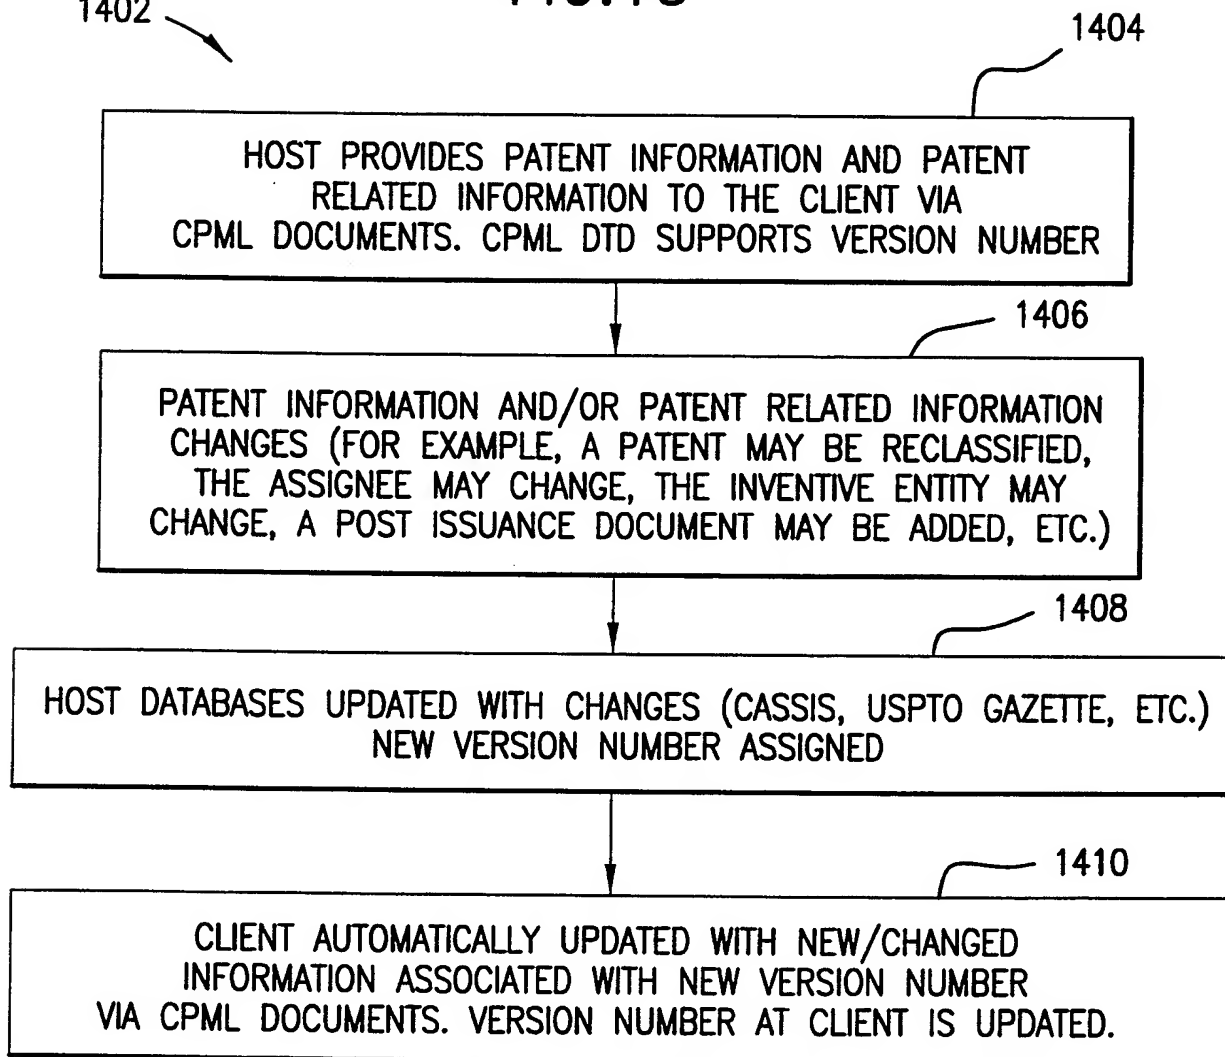 1402
1404
HOST PROVIDES PATENT INFORMATION AND PATENT
RELATED INFORMATION TO THE CLIENT VIA
CPML DOCUMENTS. CPML DTD SUPPORTS VERSION NUMBER
1406
PATENT INFORMATION AND/OR PATENT RELATED INFORMATION
CHANGES (FOR EXAMPLE, A PATENT MAY BE RECLASSIFIED,
THE ASSIGNEE MAY CHANGE, THE INVENTIVE ENTITY MAY
CHANGE, A POST ISSUANCE DOCUMENT MAY BE ADDED, ETC.)
1408
HOST DATABASES UPDATED WITH CHANGES (CASSIS, USPTO GAZETTE, ETC.)
NEW VERSION NUMBER ASSIGNED
1410
CLIENT AUTOMATICALLY UPDATED WITH NEW/CHANGED
INFORMATION ASSOCIATED WITH NEW VERSION NUMBER
VIA CPML DOCUMENTS. VERSION NUMBER AT CLIENT IS UPDATED.